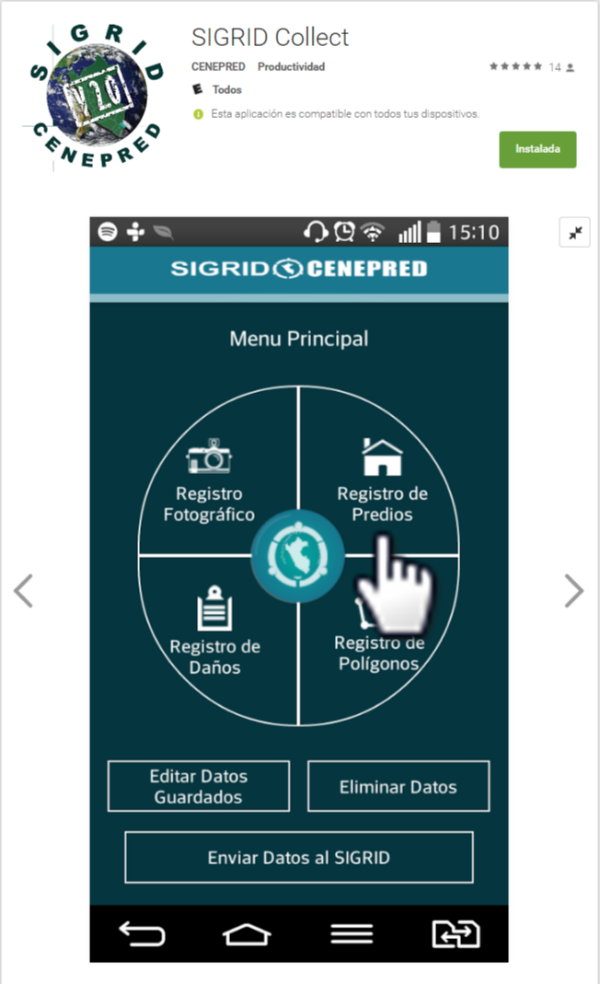 SIGRID
V 2.0
CENEPRED
SIGRID Collect
CENEPRED Productividad
14
E Todos
Esta aplicación es compatible con todos tus dispositivos.
Instalada
15:10
SIGRID CENEPRED
Menu Principal
Registro
Fotográfico
Registro de
Predios
Registro de
Daños
Registro de
Polígonos
Editar Datos
Guardados
Eliminar Datos
Enviar Datos al SIGRID